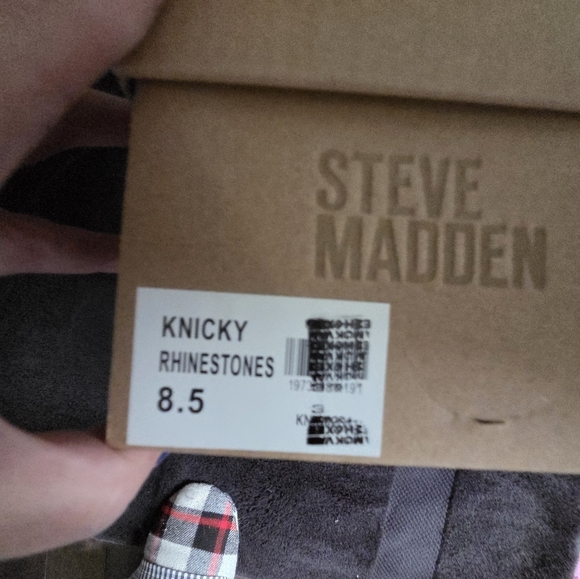 STEVE
MADDEN
KNICKY
RHINESTONES
8.5